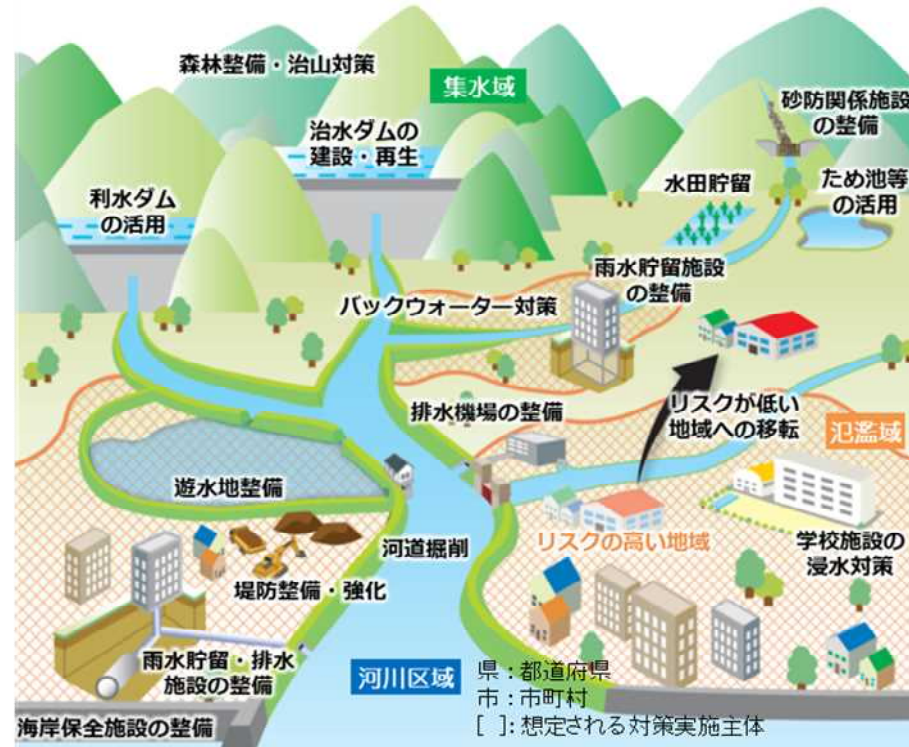 森林整備・治山対策
集水域
砂防関係施設
の整備
治水ダムの
建設・再生
水田貯留
ため池等
の活用
利水ダム
の活用
雨水貯留施設
の整備
バックウォーター対策
排水機場の整備
リスクが低い
地域への移転
氾濫域
遊水地整備
リスクの高い地域
学校施設の
浸水対策
河道掘削
堤防整備・強化
雨水貯留・排水
施設の整備
河川区域
県：都道府県
市：市町村
[ ]：想定される対策実施主体
海岸保全施設の整備